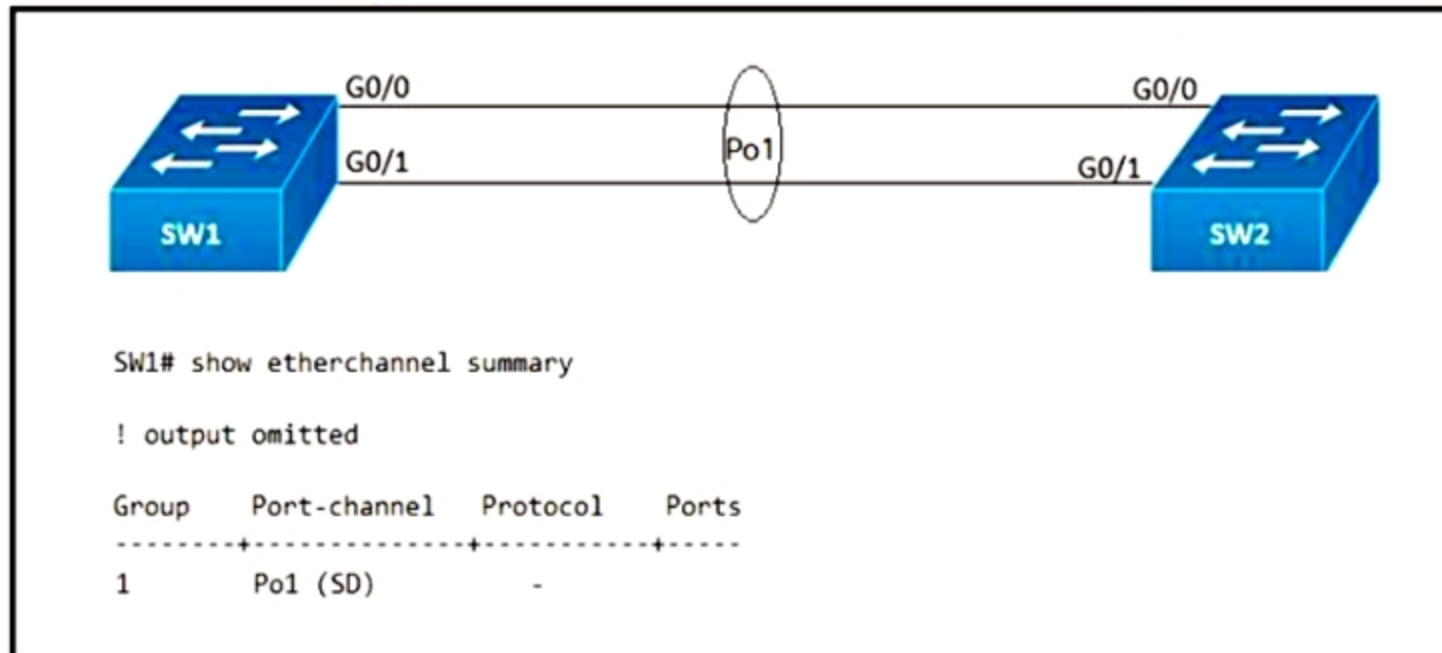 G0/0 G0/0
Po1
G0/1 G0/1
SW1 SW2
SW1# show etherchannel summary
! output omitted
Group Port-channel Protocol Ports
--------+--------------+-----------+-----
1 Po1 (SD) -